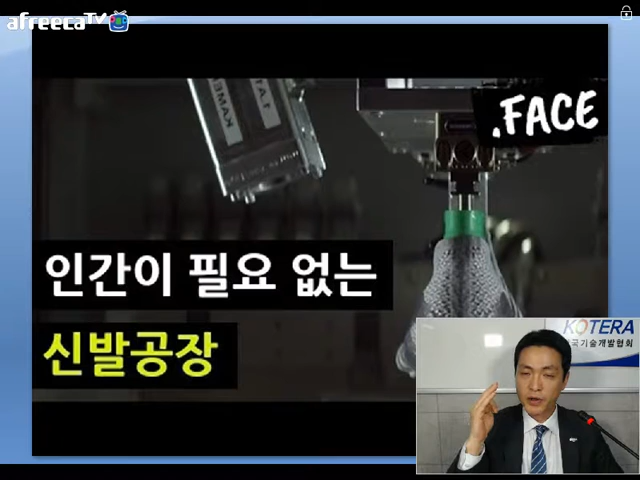 afreecaTV
.FACE
인간이 필요 없는
신발공장
KOTERA
국기술개발협회